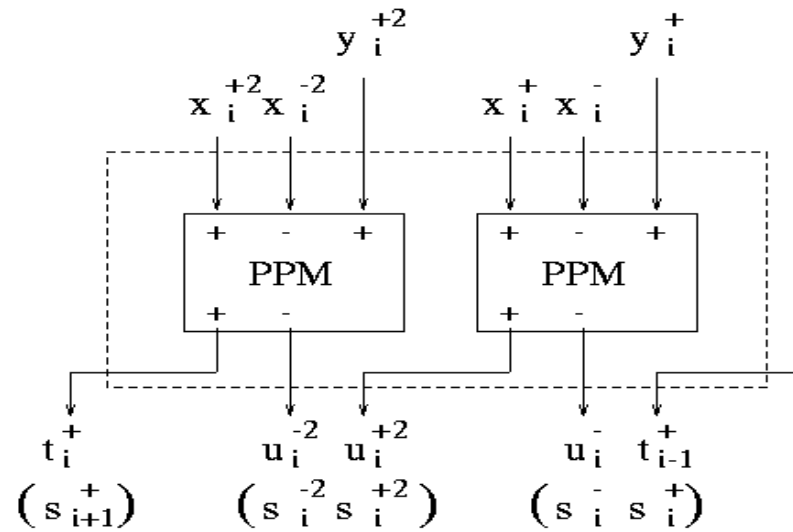 y_i^{+2} y_i^{+}
x_i^{+2} x_i^{-2} x_i^{+} x_i^{-}
+ - + + - +
PPM PPM
+ - + -
t_i^{+} u_i^{-2} u_i^{+2} u_i^{-} t_{i-1}^{+}
(s_{i+1}^{+}) (s_i^{-2} s_i^{+2}) (s_i^{-} s_i^{+})